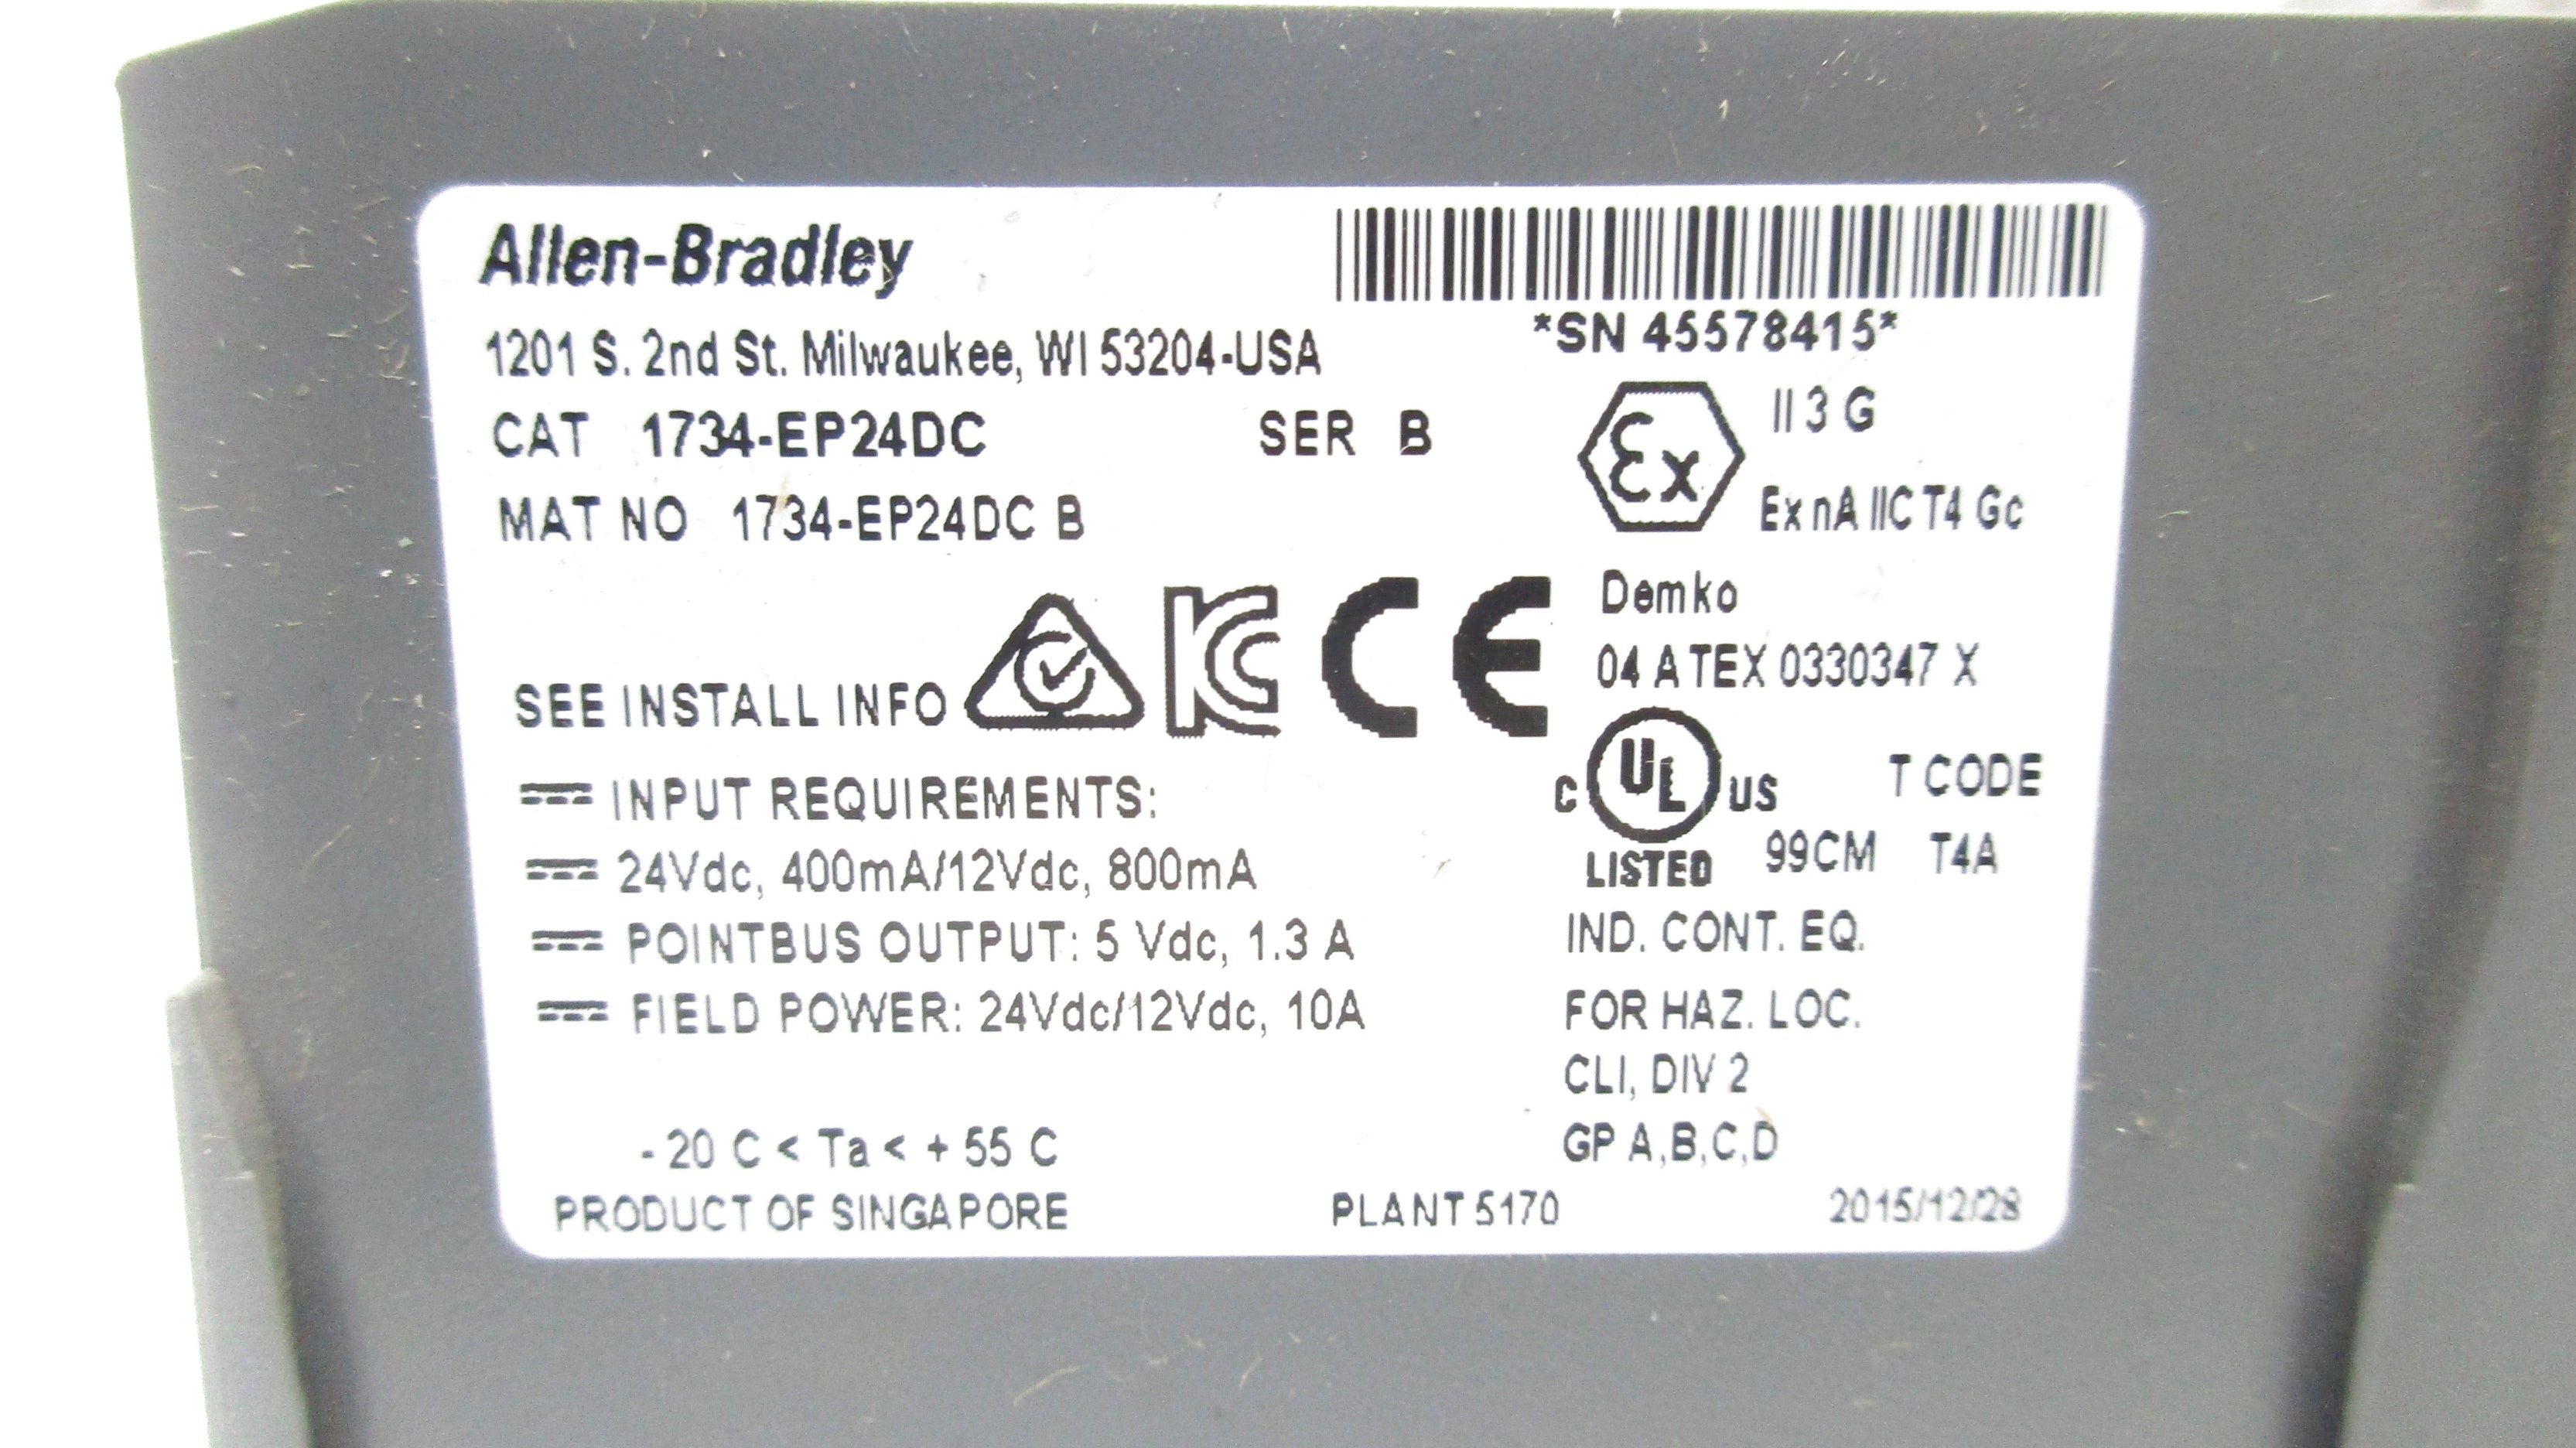 Allen-Bradley
*SN 45578415*
1201 S. 2nd St. Milwaukee, WI 53204-USA
CAT 1734-EP24DC SER B
MAT NO 1734-EP24DC B
Ex II 3 G
Ex nA IIC T4 Gc
Demko
04 ATEX 0330347 X
SEE INSTALL INFO
C UL US
LISTED
99CM
T CODE
T4A
INPUT REQUIREMENTS:
24Vdc, 400mA/12Vdc, 800mA
POINTBUS OUTPUT: 5 Vdc, 1.3 A
FIELD POWER: 24Vdc/12Vdc, 10A
IND. CONT. EQ.
FOR HAZ. LOC.
CLI, DIV 2
GP A,B,C,D
-20 C < Ta < +55 C
PRODUCT OF SINGAPORE PLANT 5170 2015/12/28